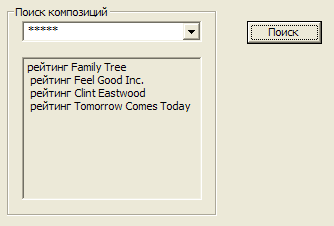 Поиск композиций
*****
Поиск
рейтинг Family Tree
рейтинг Feel Good Inc.
рейтинг Clint Eastwood
рейтинг Tomorrow Comes Today